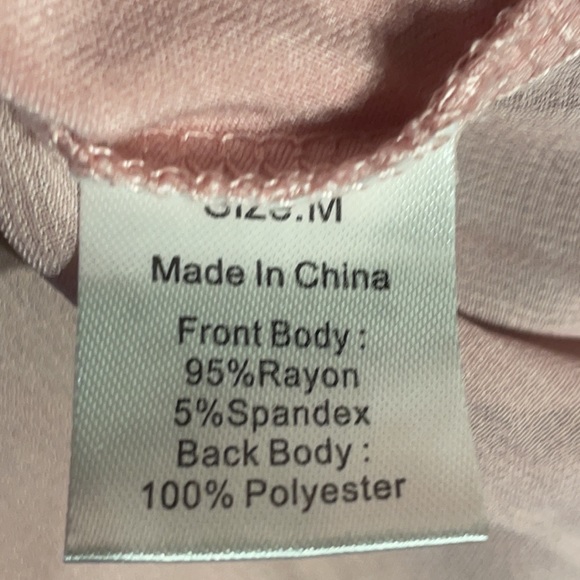 Size:M
Made In China
Front Body :
95%Rayon
5%Spandex
Back Body :
100% Polyester